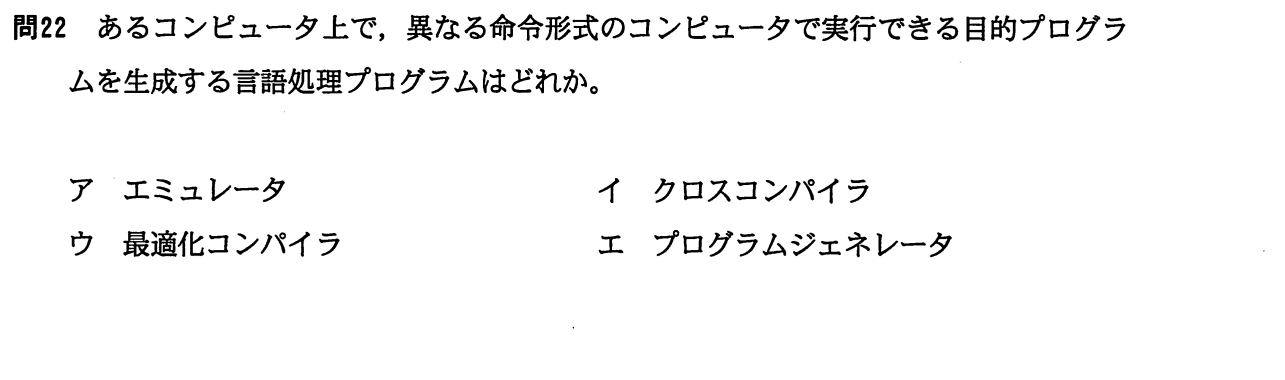 問22　あるコンピュータ上で，異なる命令形式のコンピュータで実行できる目的プログラ
ムを生成する言語処理プログラムはどれか。
ア　エミュレータ　イ　クロスコンパイラ
ウ　最適化コンパイラ　エ　プログラムジェネレータ